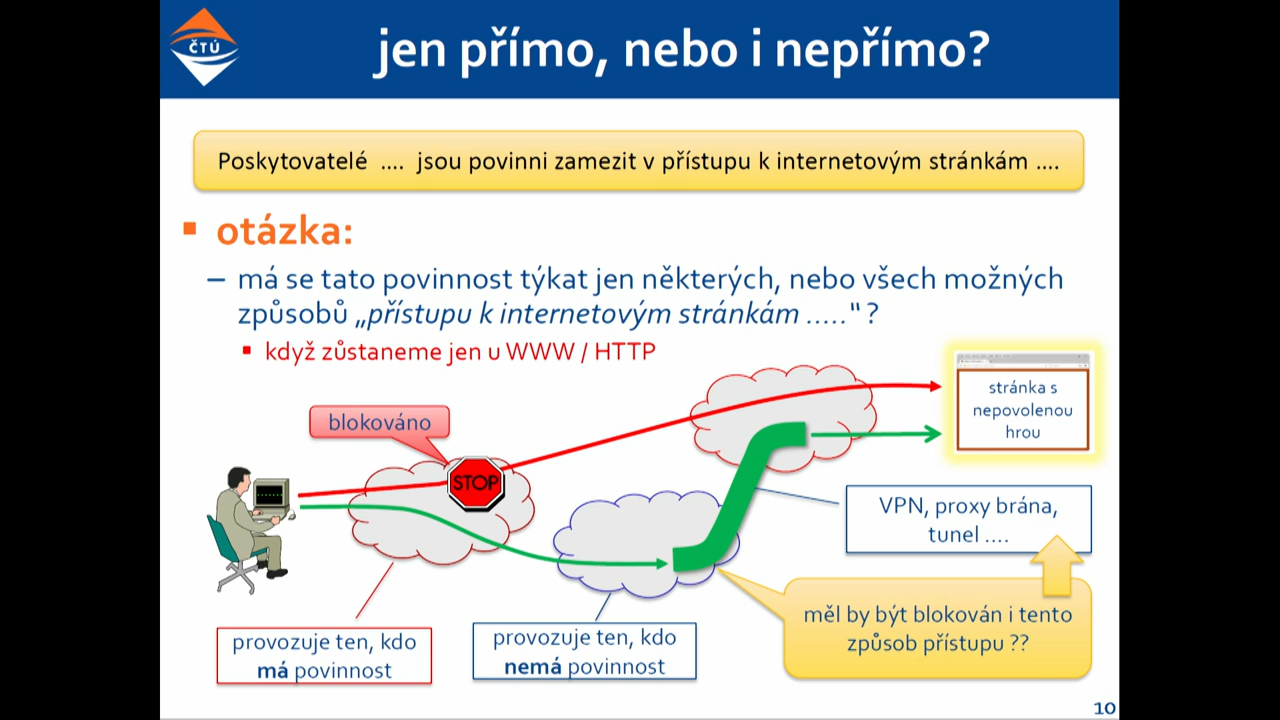 ČTÚ
jen přímo, nebo i nepřímo?
Poskytovatelé .... jsou povinni zamezit v přístupu k internetovým stránkám ....
otázka:
– má se tato povinnost týkat jen některých, nebo všech možných
způsobů „přístupu k internetovým stránkám ....." ?
když zůstaneme jen u WWW / HTTP
stránka s
nepovolenou
hrou
blokováno
STOP
VPN, proxy brána,
tunel ....
měl by být blokován i tento
způsob přístupu ??
provozuje ten, kdo
má povinnost
provozuje ten, kdo
nemá povinnost
10